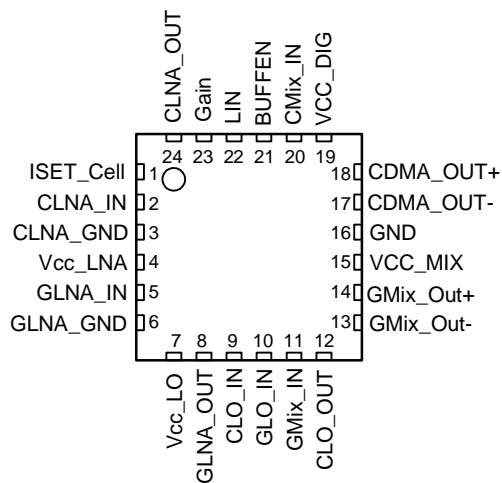 CLNA_OUT
Gain
LIN
BUFFEN
CMix_IN
VCC_DIG
24 23 22 21 20 19
ISET_Cell 1
CLNA_IN 2
CLNA_GND 3
Vcc_LNA 4
GLNA_IN 5
GLNA_GND 6
18 CDMA_OUT+
17 CDMA_OUT-
16 GND
15 VCC_MIX
14 GMix_Out+
13 GMix_Out-
7 8 9 10 11 12
Vcc_LO
GLNA_OUT
CLO_IN
GLO_IN
GMix_IN
CLO_OUT